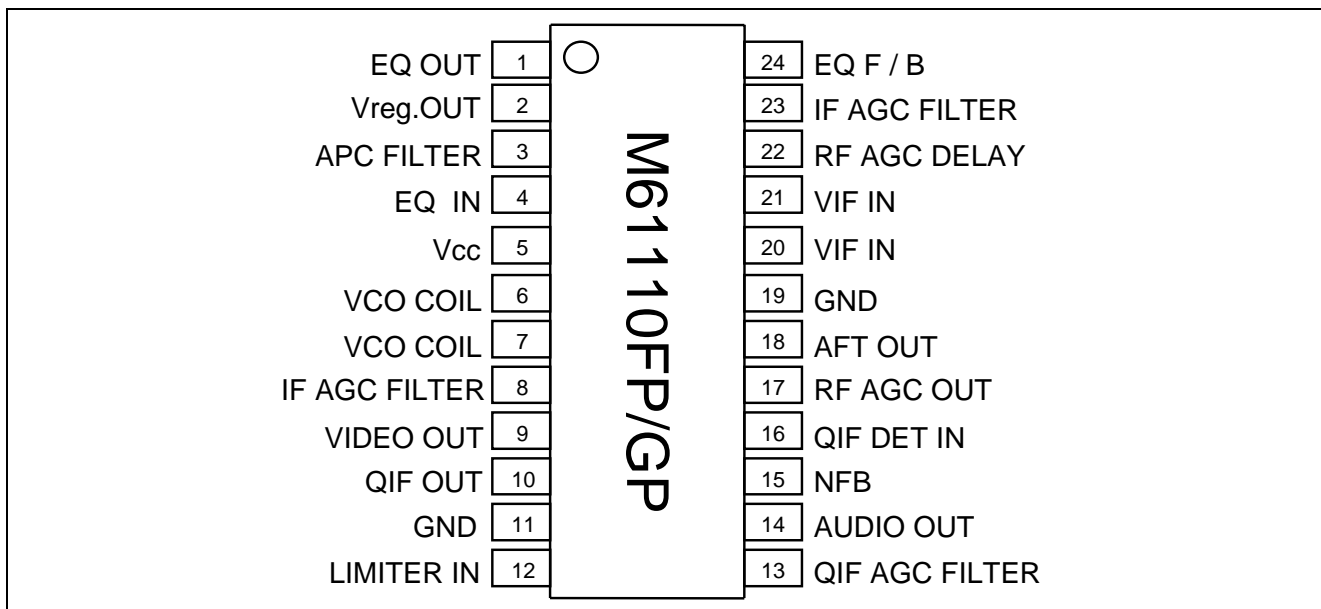 EQ OUT 1 24 EQ F / B
Vreg.OUT 2 23 IF AGC FILTER
APC FILTER 3 22 RF AGC DELAY
EQ IN 4 21 VIF IN
Vcc 5 20 VIF IN
VCO COIL 6 19 GND
VCO COIL 7 18 AFT OUT
IF AGC FILTER 8 17 RF AGC OUT
VIDEO OUT 9 16 QIF DET IN
QIF OUT 10 15 NFB
GND 11 14 AUDIO OUT
LIMITER IN 12 13 QIF AGC FILTER
M61110FP/GP